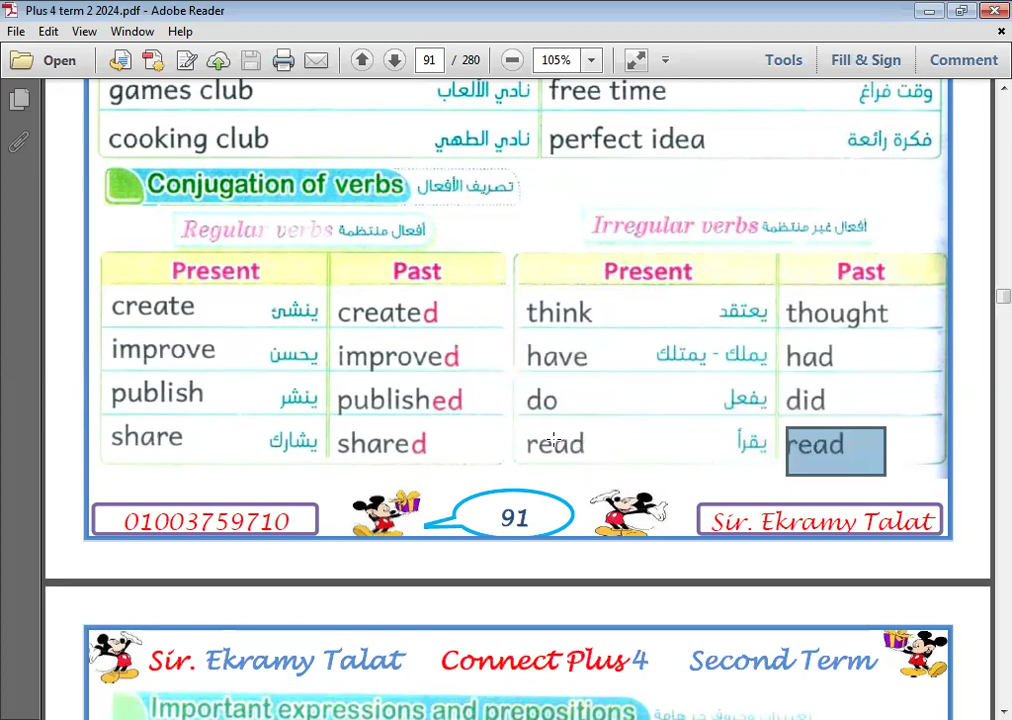 Plus 4 term 2 2024.pdf - Adobe Reader
File Edit View Window Help
Open 91 / 280 105% Tools Fill & Sign Comment
games club نادي الألعاب free time وقت فراغ
cooking club نادي الطهي perfect idea فكرة رائعة
Conjugation of verbs تصريف الأفعال
Regular verbs أفعال منتظمة Irregular verbs أفعال غير منتظمة
Present Past Present Past
create ينشئ created think يعتقد thought
improve يحسن improved have يملك - يمتلك had
publish ينشر published do يفعل did
share يشارك shared read يقرأ read
01003759710 91 Sir. Ekramy Talat
Sir. Ekramy Talat Connect Plus 4 Second Term
Important expressions and prepositions